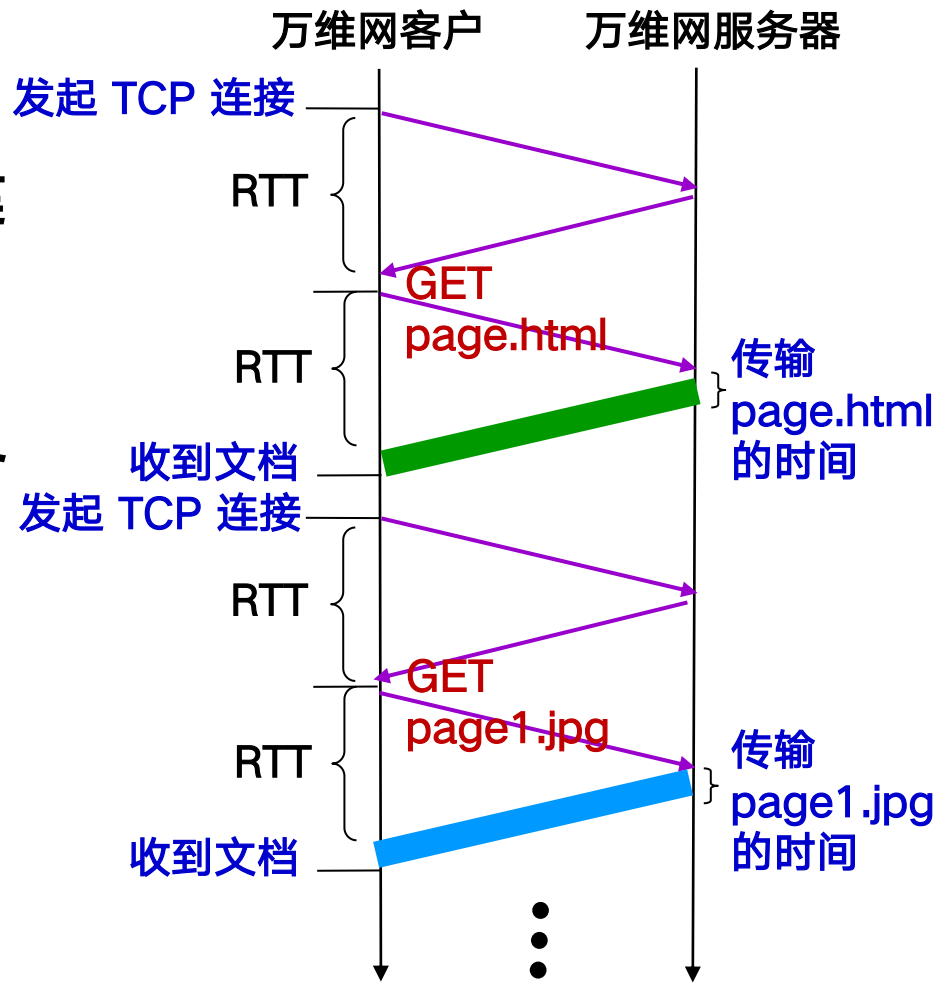 万维网客户
万维网服务器
发起 TCP 连接
RTT
GET
page.html
RTT
传输
page.html
的时间
收到文档
发起 TCP 连接
RTT
GET
page1.jpg
RTT
传输
page1.jpg
的时间
收到文档